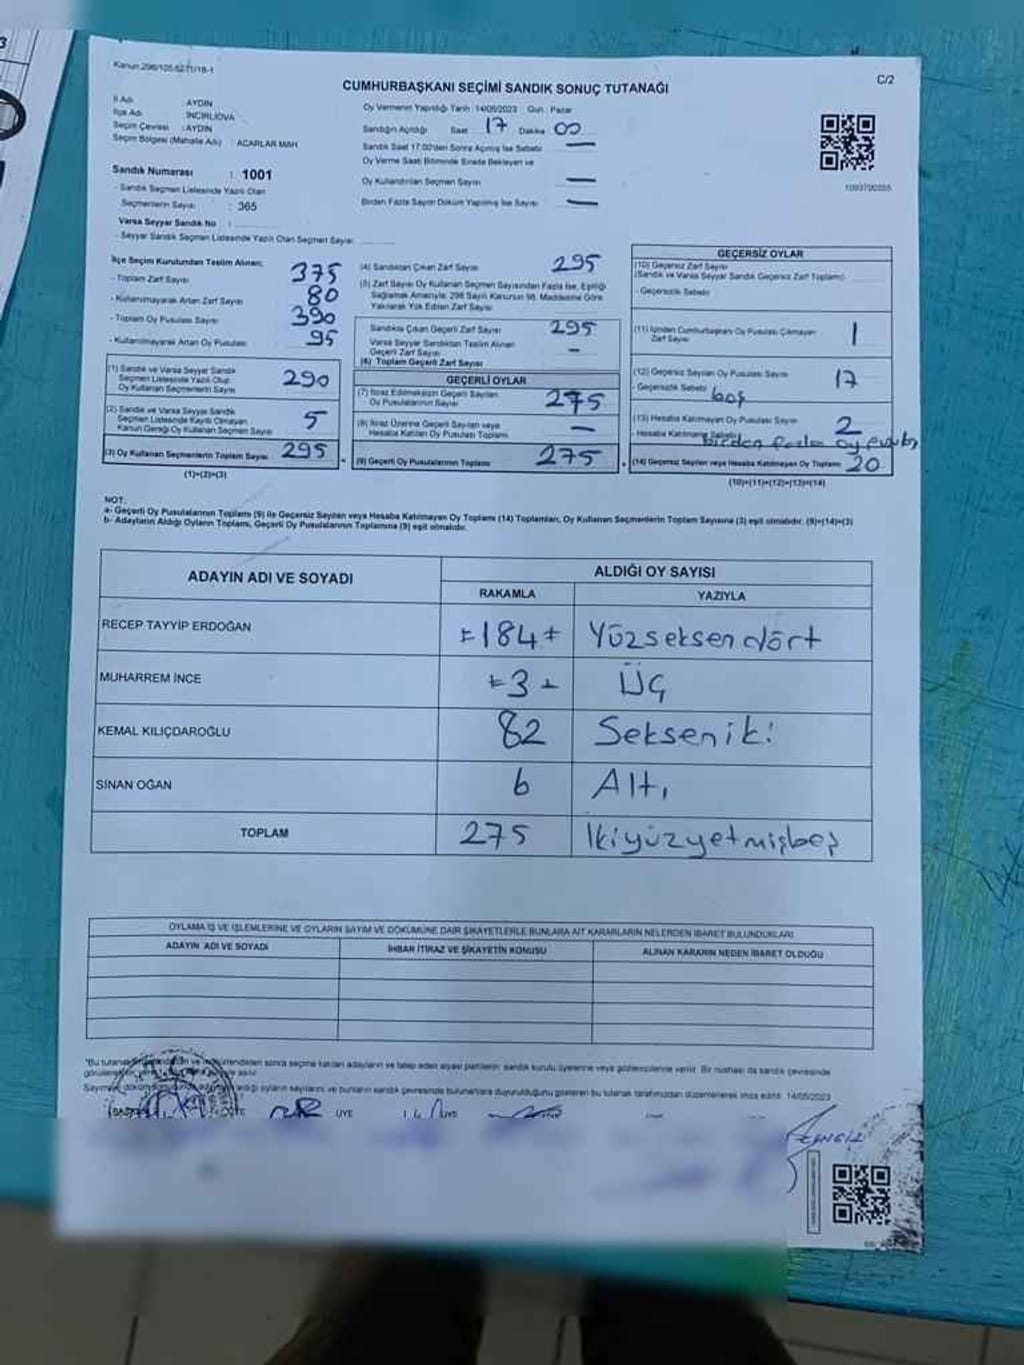 Kanun:298/105.6271/18-1
C/2
CUMHURBAŞKANI SEÇİMİ SANDIK SONUÇ TUTANAĞI
İl Adı : AYDIN
İlçe Adı : İNCİRLİOVA
Seçim Çevresi : AYDIN
Seçim Bölgesi (Mahalle Adı) : ACARLAR MAH
Sandık Numarası : 1001
- Sandık Seçmen Listesinde Yazılı Olan
Seçmenlerin Sayısı : 365
Varsa Seyyar Sandık No :
- Seyyar Sandık Seçmen Listesinde Yazılı Olan Seçmen Sayısı
Oy Vermenin Yapıldığı Tarih : 14/05/2023 Gün : Pazar
Sandığın Açıldığı Saat 17 Dakika 00
Sandık Saat 17.00'den Sonra Açılmış İse Sebebi —
Oy Verme Saati Bitiminde Sırada Bekleyen ve
Oy Kullandırılan Seçmen Sayısı —
Birden Fazla Sayım Döküm Yapılmış İse Sayısı —
İlçe Seçim Kurulundan Teslim Alınan;
- Toplam Zarf Sayısı 375
- Kullanılmayarak Artan Zarf Sayısı 80
- Toplam Oy Pusulası Sayısı 390
- Kullanılmayarak Artan Oy Pusulası 95
(1) Sandık ve Varsa Seyyar Sandık
Seçmen Listesinde Yazılı Olup
Oy Kullanan Seçmenlerin Sayısı 290
(2) Sandık ve Varsa Seyyar Sandık
Seçmen Listesinde Kayıtlı Olmayan
Kanun Gereği Oy Kullanan Seçmen Sayısı 5
(3) Oy Kullanan Seçmenlerin Toplam Sayısı 295
(1)+(2)=(3)
(4) Sandıktan Çıkan Zarf Sayısı 295
(5) Zarf Sayısı Oy Kullanan Seçmen Sayısından Fazla İse, Eşitliği
Sağlamak Amacıyla; 298 Sayılı Kanunun 98. Maddesine Göre
Yakılarak Yok Edilen Zarf Sayısı
Sandıkta Çıkan Geçerli Zarf Sayısı 295
Varsa Seyyar Sandıktan Teslim Alınan
Geçerli Zarf Sayısı —
(6) Toplam Geçerli Zarf Sayısı
GEÇERLİ OYLAR
(7) İtiraz Edilmeksizin Geçerli Sayılan
Oy Pusulalarının Sayısı 275
(8) İtiraz Üzerine Geçerli Sayılan veya
Hesaba Katılan Oy Pusulası Toplamı —
(9) Geçerli Oy Pusulalarının Toplamı 275
GEÇERSİZ OYLAR
(10) Geçersiz Zarf Sayısı
(Sandık ve Varsa Seyyar Sandık Geçersiz Zarf Toplamı)
- Geçersizlik Sebebi
(11) İçinden Cumhurbaşkanı Oy Pusulası Çıkmayan
Zarf Sayısı 1
(12) Geçersiz Sayılan Oy Pusulası Sayısı 17
- Geçersizlik Sebebi boş
(13) Hesaba Katılmayan Oy Pusulası Sayısı 2
- Hesaba Katılmama Sebebi birden fazla oy
(14) Geçersiz Sayılan veya Hesaba Katılmayan Oy Toplamı 20
(10)+(11)+(12)+(13)=(14)
NOT:
a- Geçerli Oy Pusulalarının Toplamı (9) ile Geçersiz Sayılan veya Hesaba Katılmayan Oy Toplamı (14) Toplamları, Oy Kullanan Seçmenlerin Toplam Sayısına (3) eşit olmalıdır. (9)+(14)=(3)
b- Adayların Aldığı Oyların Toplamı, Geçerli Oy Pusulalarının Toplamına (9) eşit olmalıdır.
ADAYIN ADI VE SOYADI
ALDIĞI OY SAYISI
RAKAMLA YAZIYLA
RECEP TAYYİP ERDOĞAN 184 Yüzseksendört
MUHARREM İNCE 3 Üç
KEMAL KILIÇDAROĞLU 82 Sekseniki
SİNAN OĞAN 6 Altı
TOPLAM 275 İkiyüzyetmişbeş
OYLAMA İŞ VE İŞLEMLERİNE VE OYLARIN SAYIM VE DÖKÜMÜNE DAİR ŞİKAYETLERLE BUNLARA AİT KARARLARIN NELERDEN İBARET BULUNDUKLARI
ADAYIN ADI VE SOYADI İHBAR İTİRAZ VE ŞİKAYETİN KONUSU ALINAN KARARIN NEDEN İBARET OLDUĞU
sonra seçime katılan adayların ve talep eden siyasi partilerin sandık kurulu üyelerine veya gözlemcilerine verilir. Bir nushası da sandık çevresinde
oyların sayılarını ve bunların sandık çevresinde bulunanlara duyurulduğunu gösteren bu tutanak tarafımızdan düzenlenerek imza edildi. 14/05/2023
ÜYE ÜYE